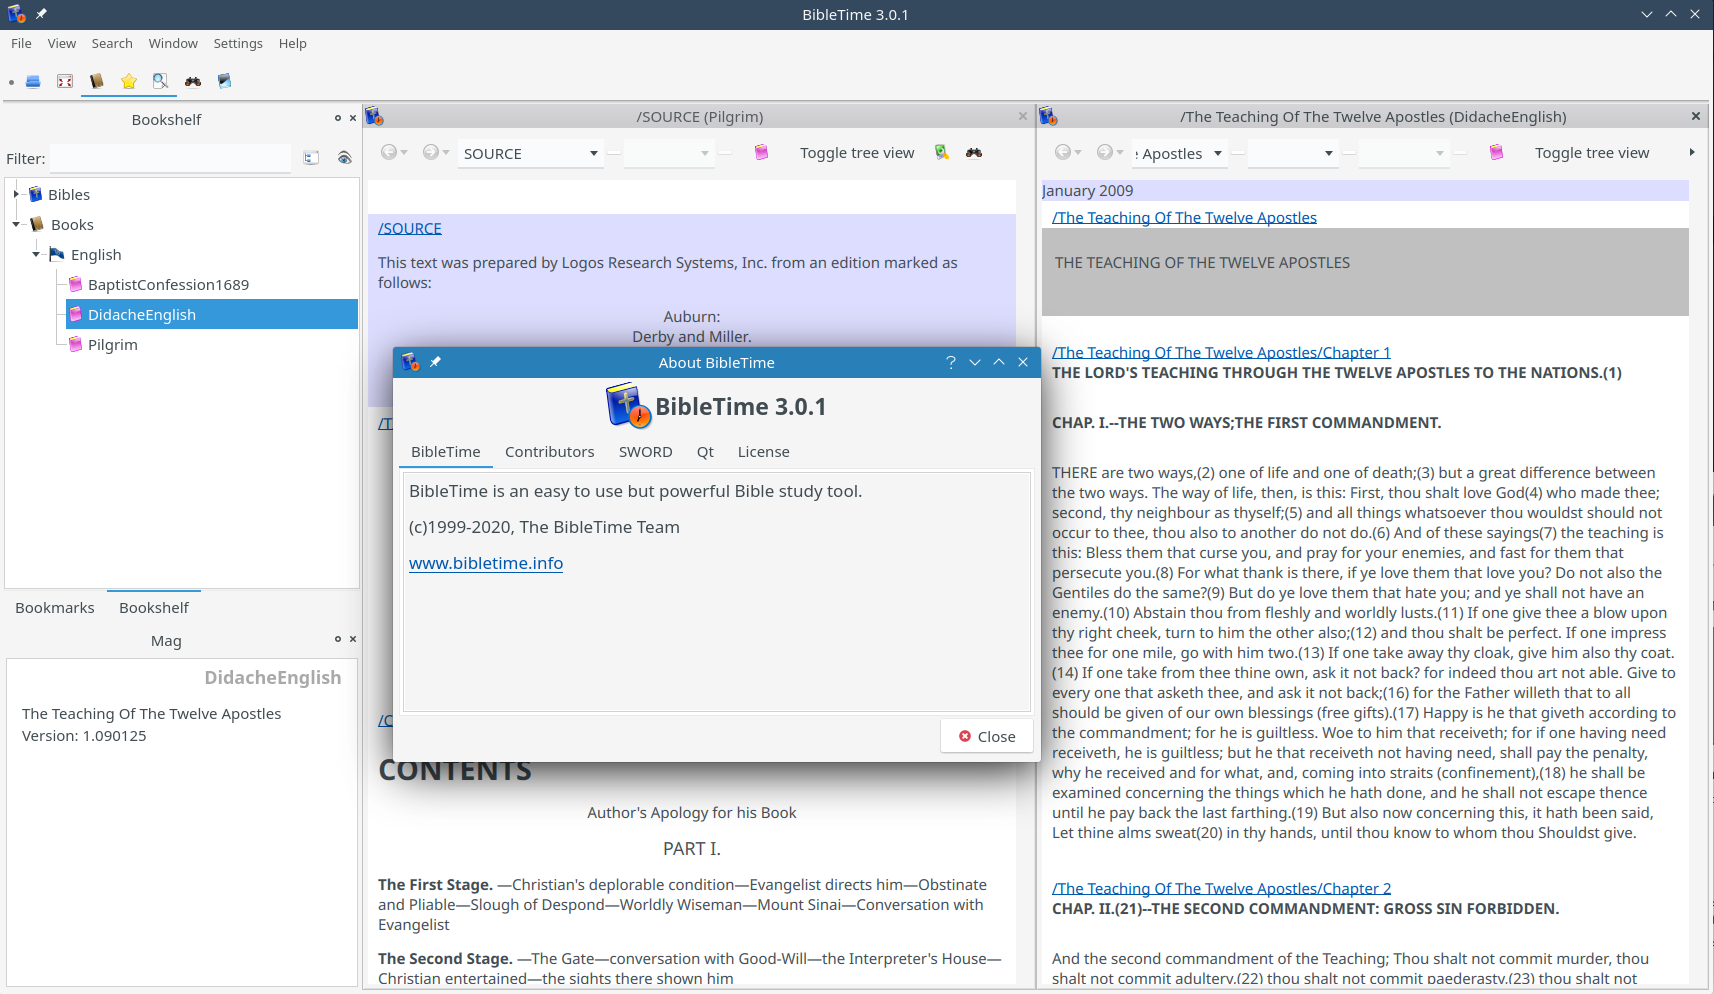 BibleTime 3.0.1
File View Search Window Settings Help
Bookshelf
Filter:
Bibles
Books
English
BaptistConfession1689
DidacheEnglish
Pilgrim
Bookmarks Bookshelf
Mag
DidacheEnglish
The Teaching Of The Twelve Apostles
Version: 1.090125
/SOURCE (Pilgrim)
SOURCE Toggle tree view
/SOURCE
This text was prepared by Logos Research Systems, Inc. from an edition marked as
follows:
Auburn:
Derby and Miller.
/T
/C
CONTENTS
Author's Apology for his Book
PART I.
The First Stage. —Christian's deplorable condition—Evangelist directs him—Obstinate
and Pliable—Slough of Despond—Worldly Wiseman—Mount Sinai—Conversation with
Evangelist
The Second Stage. —The Gate—conversation with Good-Will—the Interpreter's House—
Christian entertained—the sights there shown him
About BibleTime
BibleTime 3.0.1
BibleTime Contributors SWORD Qt License
BibleTime is an easy to use but powerful Bible study tool.
(c)1999-2020, The BibleTime Team
www.bibletime.info
Close
/The Teaching Of The Twelve Apostles (DidacheEnglish)
Apostles Toggle tree view
January 2009
/The Teaching Of The Twelve Apostles
THE TEACHING OF THE TWELVE APOSTLES
/The Teaching Of The Twelve Apostles/Chapter 1
THE LORD'S TEACHING THROUGH THE TWELVE APOSTLES TO THE NATIONS.(1)
CHAP. I.--THE TWO WAYS;THE FIRST COMMANDMENT.
THERE are two ways,(2) one of life and one of death;(3) but a great difference between
the two ways. The way of life, then, is this: First, thou shalt love God(4) who made thee;
second, thy neighbour as thyself;(5) and all things whatsoever thou wouldst should not
occur to thee, thou also to another do not do.(6) And of these sayings(7) the teaching is
this: Bless them that curse you, and pray for your enemies, and fast for them that
persecute you.(8) For what thank is there, if ye love them that love you? Do not also the
Gentiles do the same?(9) But do ye love them that hate you; and ye shall not have an
enemy.(10) Abstain thou from fleshly and worldly lusts.(11) If one give thee a blow upon
thy right cheek, turn to him the other also;(12) and thou shalt be perfect. If one impress
thee for one mile, go with him two.(13) If one take away thy cloak, give him also thy coat.
(14) If one take from thee thine own, ask it not back? for indeed thou art not able. Give to
every one that asketh thee, and ask it not back;(16) for the Father willeth that to all
should be given of our own blessings (free gifts).(17) Happy is he that giveth according to
the commandment; for he is guiltless. Woe to him that receiveth; for if one having need
receiveth, he is guiltless; but he that receiveth not having need, shall pay the penalty,
why he received and for what, and, coming into straits (confinement),(18) he shall be
examined concerning the things which he hath done, and he shall not escape thence
until he pay back the last farthing.(19) But also now concerning this, it hath been said,
Let thine alms sweat(20) in thy hands, until thou know to whom thou Shouldst give.
/The Teaching Of The Twelve Apostles/Chapter 2
CHAP. II.(21)--THE SECOND COMMANDMENT: GROSS SIN FORBIDDEN.
And the second commandment of the Teaching; Thou shalt not commit murder, thou
shalt not commit adultery,(22) thou shalt not commit paederasty,(23) thou shalt not